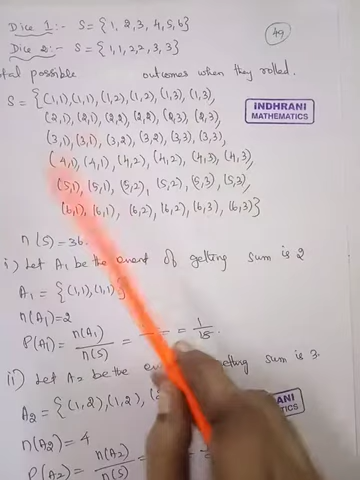 Dice 1:- S = {1, 2, 3, 4, 5, 6}
49
Dice 2:- S = {1, 1, 2, 2, 3, 3}
possible outcomes when they rolled.
S = {(1,1), (1,1), (1,2), (1,2), (1,3), (1,3),
(2,1), (2,1), (2,2), (2,2), (2,3), (2,3),
(3,1), (3,1), (3,2), (3,2), (3,3), (3,3),
(4,1), (4,1), (4,2), (4,2), (4,3), (4,3),
(5,1), (5,1), (5,2), (5,2), (5,3), (5,3),
(6,1), (6,1), (6,2), (6,2), (6,3), (6,3)}
INDHRANI
MATHEMATICS
n(S) = 36.
i) Let A₁ be the event of getting sum is 2
A₁ = {(1,1), (1,1)}
n(A₁) = 2
P(A₁) = n(A₁)/n(S) = = 1/18.
ii) Let A₂ be the sum is 3.
A₂ = {(1,2), (1,2),
n(A₂) = 4
P(A₂) = n(A₂)/n(S) =
MATHEMATICS